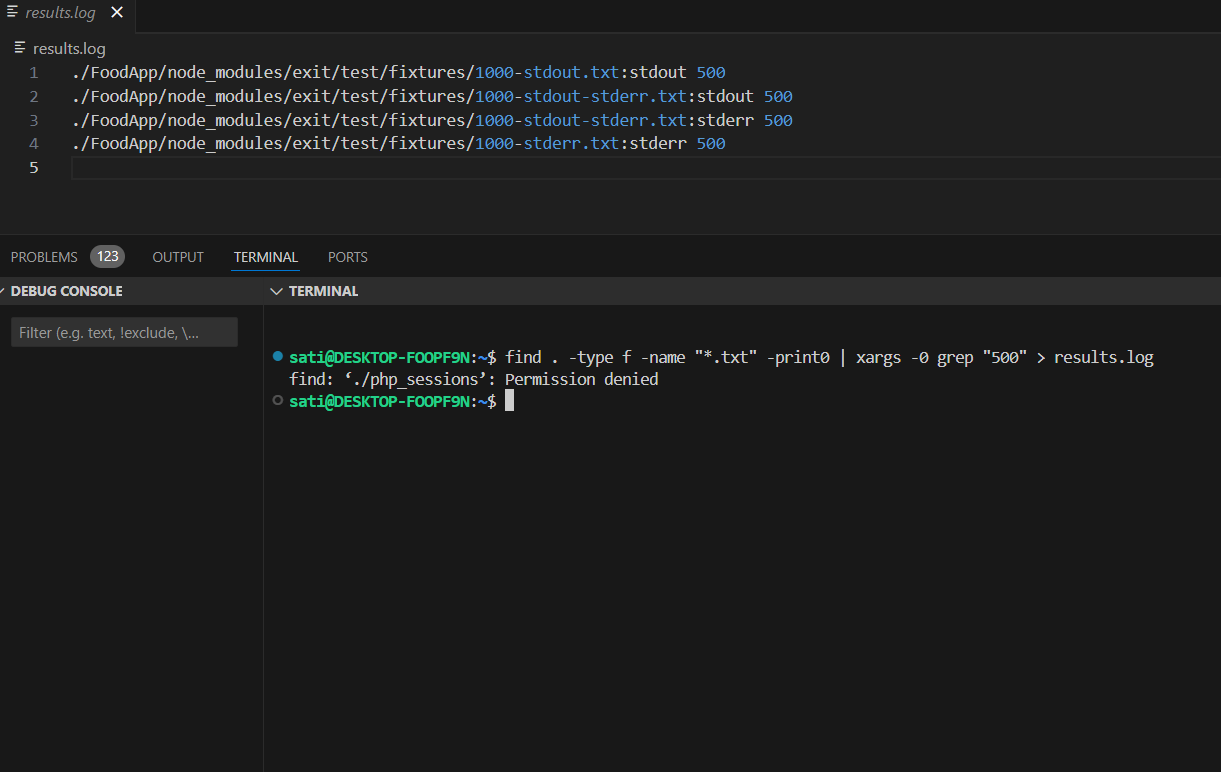 results.log
results.log
1 ./FoodApp/node_modules/exit/test/fixtures/1000-stdout.txt:stdout 500
2 ./FoodApp/node_modules/exit/test/fixtures/1000-stdout-stderr.txt:stdout 500
3 ./FoodApp/node_modules/exit/test/fixtures/1000-stdout-stderr.txt:stderr 500
4 ./FoodApp/node_modules/exit/test/fixtures/1000-stderr.txt:stderr 500
5
PROBLEMS 123 OUTPUT TERMINAL PORTS
DEBUG CONSOLE TERMINAL
Filter (e.g. text, !exclude, \...
sati@DESKTOP-FOOPF9N:~$ find . -type f -name "*.txt" -print0 | xargs -0 grep "500" > results.log
find: ‘./php_sessions’: Permission denied
sati@DESKTOP-FOOPF9N:~$